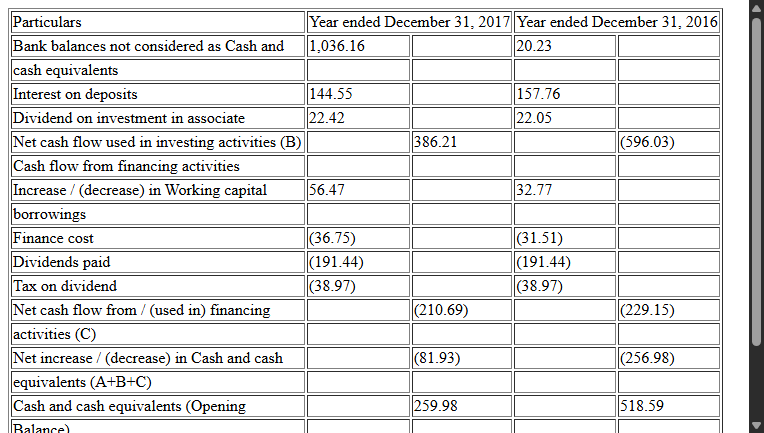 Particulars Year ended December 31, 2017 Year ended December 31, 2016
Bank balances not considered as Cash and 1,036.16 20.23
cash equivalents
Interest on deposits 144.55 157.76
Dividend on investment in associate 22.42 22.05
Net cash flow used in investing activities (B) 386.21 (596.03)
Cash flow from financing activities
Increase / (decrease) in Working capital 56.47 32.77
borrowings
Finance cost (36.75) (31.51)
Dividends paid (191.44) (191.44)
Tax on dividend (38.97) (38.97)
Net cash flow from / (used in) financing (210.69) (229.15)
activities (C)
Net increase / (decrease) in Cash and cash (81.93) (256.98)
equivalents (A+B+C)
Cash and cash equivalents (Opening 259.98 518.59
Balance)